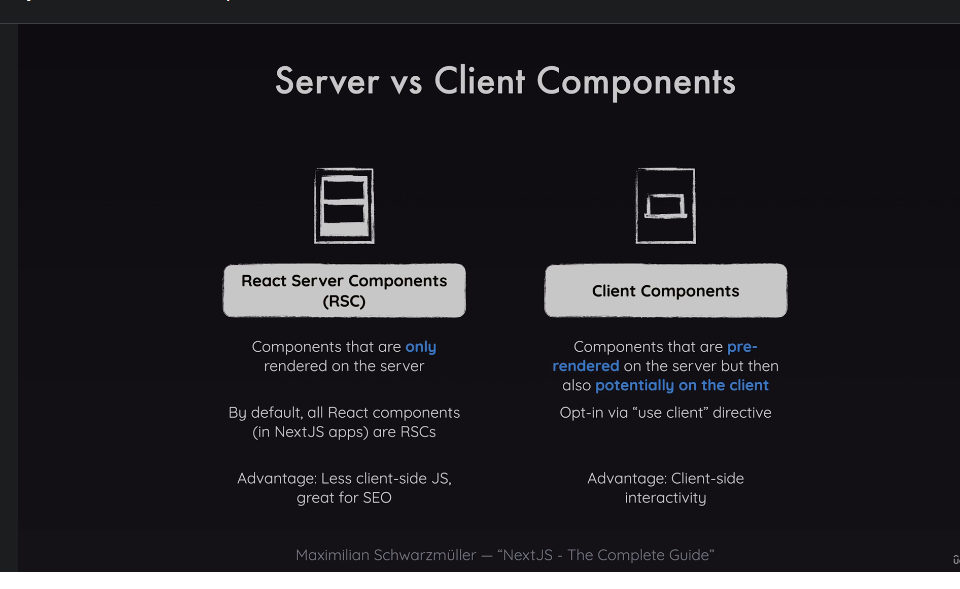 Server vs Client Components
React Server Components
(RSC)
Client Components
Components that are only
rendered on the server
Components that are pre-
rendered on the server but then
also potentially on the client
By default, all React components
(in NextJS apps) are RSCs
Opt-in via “use client” directive
Advantage: Less client-side JS,
great for SEO
Advantage: Client-side
interactivity
Maximilian Schwarzmüller — “NextJS - The Complete Guide”